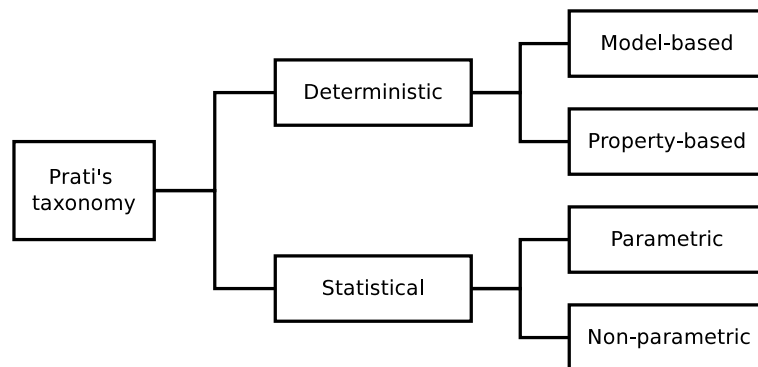 Prati's
taxonomy
Deterministic
Model-based
Property-based
Statistical
Parametric
Non-parametric